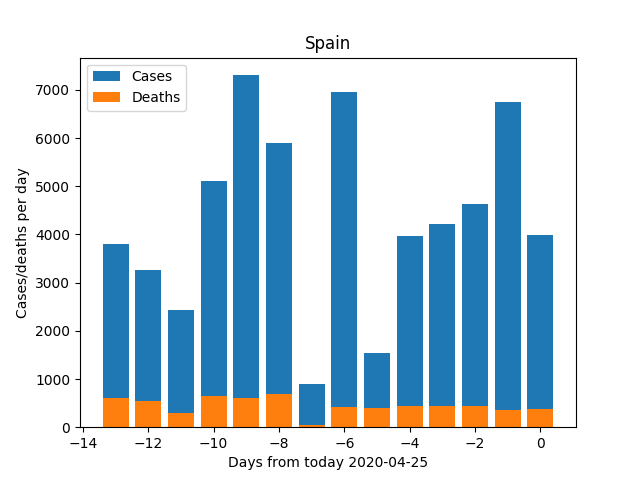 Spain
Cases
Deaths
7000
6000
5000
4000
3000
2000
1000
0
Cases/deaths per day
−14 −12 −10 −8 −6 −4 −2 0
Days from today 2020-04-25